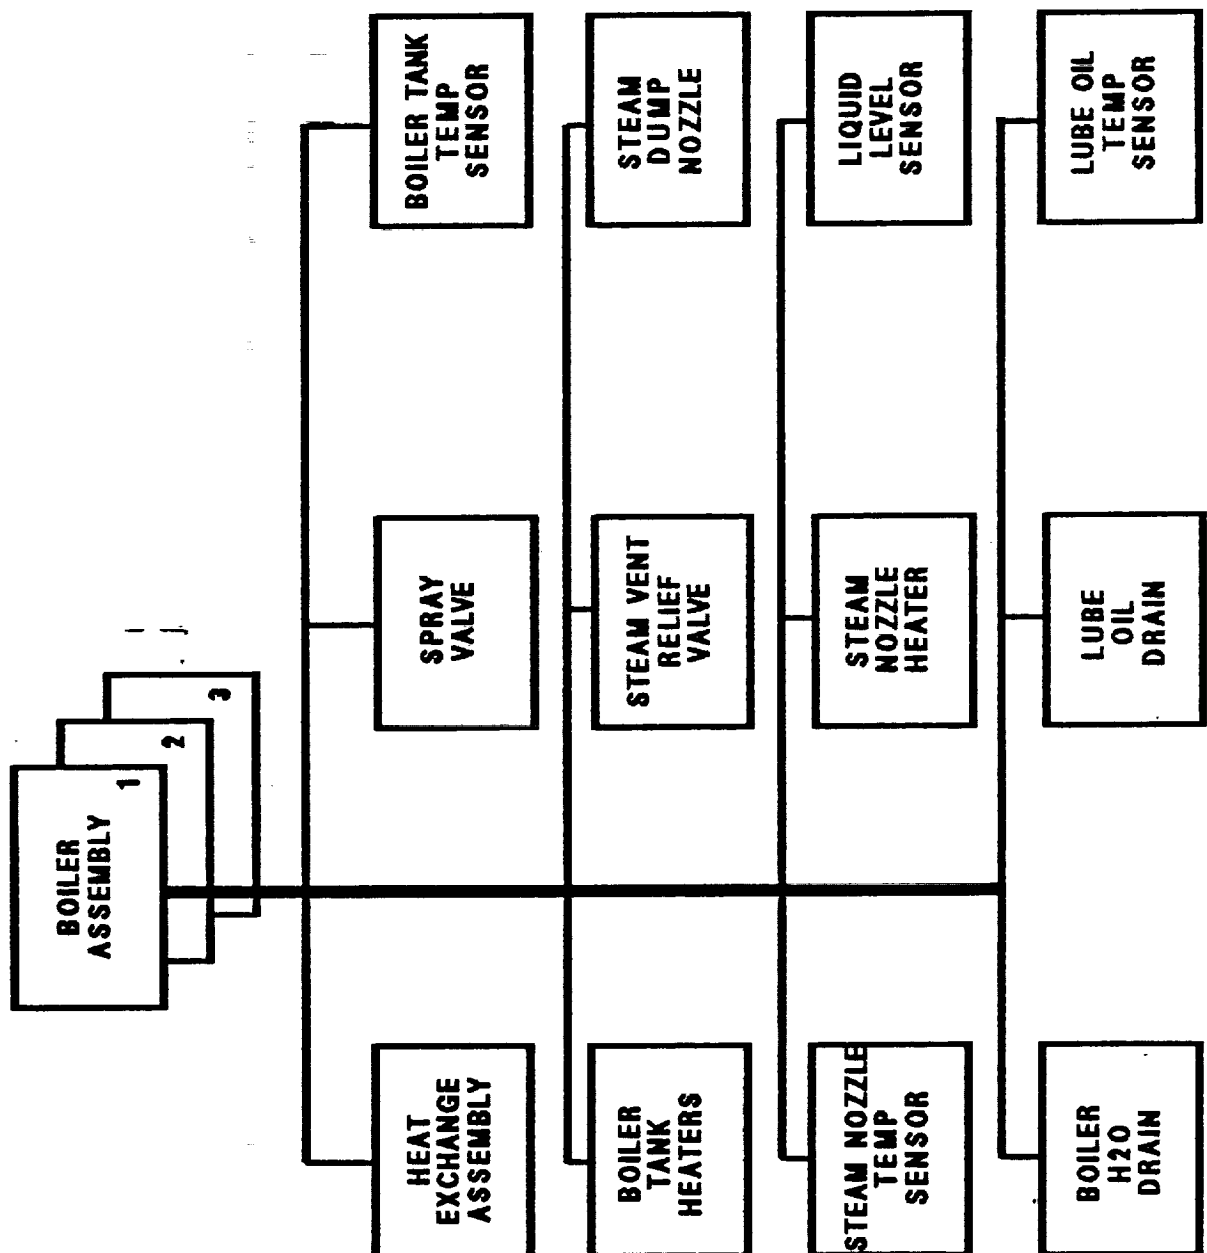 BOILER
ASSEMBLY
1
2
3
HEAT
EXCHANGE
ASSEMBLY
SPRAY
VALVE
BOILER TANK
TEMP
SENSOR
BOILER
TANK
HEATERS
STEAM VENT
RELIEF
VALVE
STEAM
DUMP
NOZZLE
STEAM NOZZLE
TEMP
SENSOR
STEAM
NOZZLE
HEATER
LIQUID
LEVEL
SENSOR
BOILER
H2O
DRAIN
LUBE
OIL
DRAIN
LUBE OIL
TEMP
SENSOR